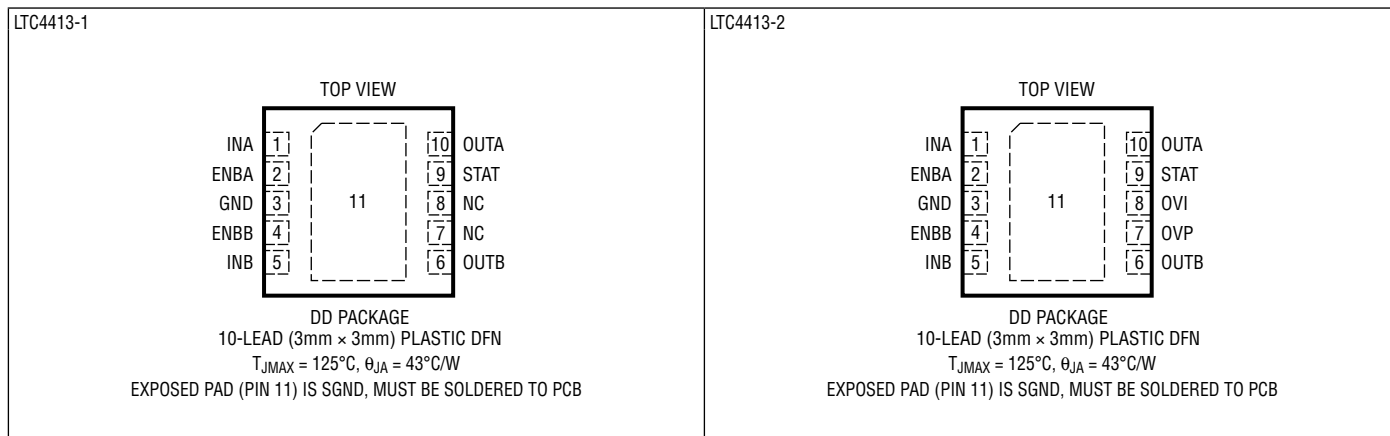 LTC4413-1
TOP VIEW
INA 1 10 OUTA
ENBA 2 9 STAT
GND 3 11 8 NC
ENBB 4 7 NC
INB 5 6 OUTB
DD PACKAGE
10-LEAD (3mm × 3mm) PLASTIC DFN
TJMAX = 125°C, θJA = 43°C/W
EXPOSED PAD (PIN 11) IS SGND, MUST BE SOLDERED TO PCB
LTC4413-2
TOP VIEW
INA 1 10 OUTA
ENBA 2 9 STAT
GND 3 11 8 OVI
ENBB 4 7 OVP
INB 5 6 OUTB
DD PACKAGE
10-LEAD (3mm × 3mm) PLASTIC DFN
TJMAX = 125°C, θJA = 43°C/W
EXPOSED PAD (PIN 11) IS SGND, MUST BE SOLDERED TO PCB